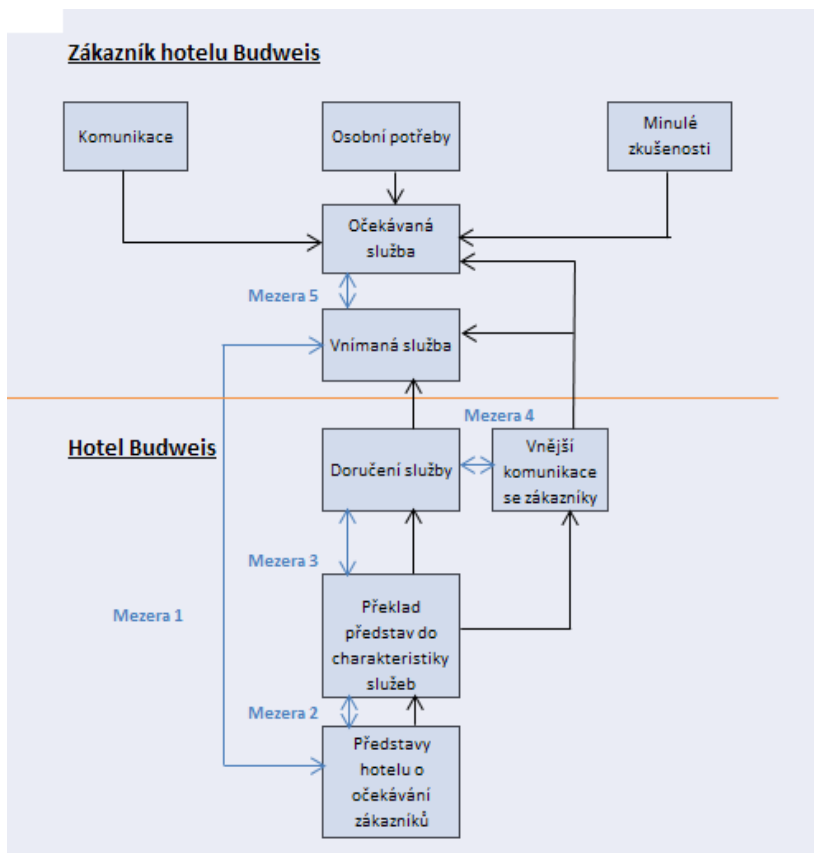 Zákazník hotelu Budweis
Komunikace
Osobní potřeby
Minulé
zkušenosti
Očekávaná
služba
Mezera 5
Vnímaná služba
Mezera 4
Hotel Budweis
Doručení služby
Vnější
komunikace
se zákazníky
Mezera 3
Mezera 1
Překlad
představ do
charakteristiky
služeb
Mezera 2
Představy
hotelu o
očekávání
zákazníků